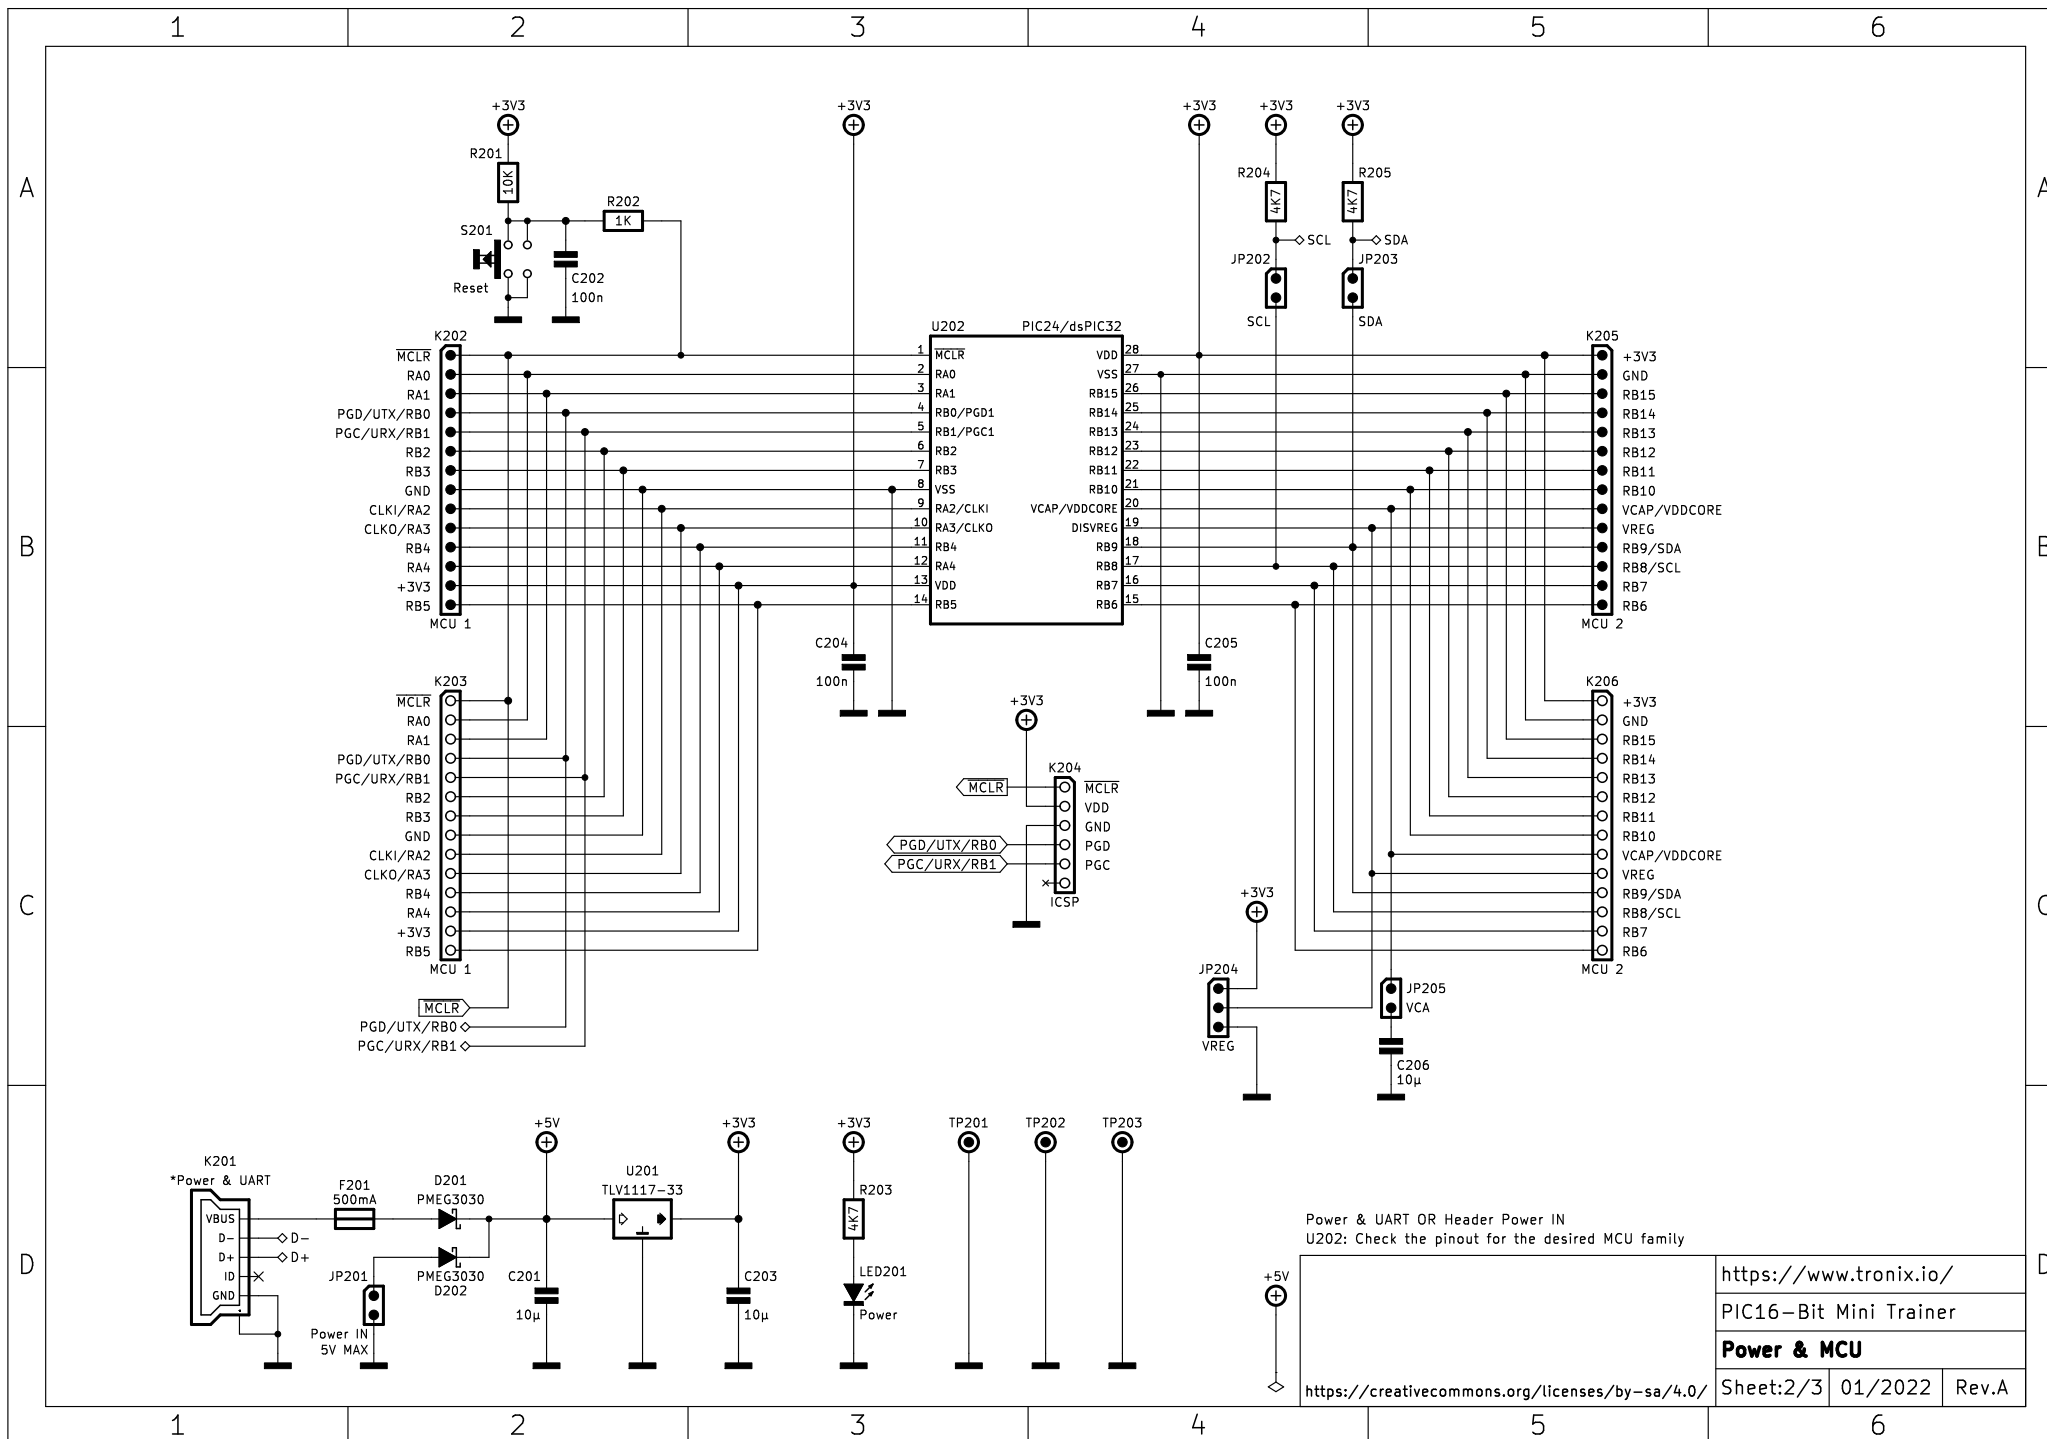 1 2 3 4 5 6
A A
B B
C C
D D
+3V3
R201
10K
R202
1K
S201
Reset
C202
100n
+3V3
+3V3
+3V3
+3V3
R204
4K7
R205
4K7
SCL
SDA
JP202
JP203
SCL
SDA
K202
MCLR
RA0
RA1
PGD/UTX/RB0
PGC/URX/RB1
RB2
RB3
GND
CLKI/RA2
CLKO/RA3
RB4
RA4
+3V3
RB5
MCU 1
U202
PIC24/dsPIC32
1 MCLR
2 RA0
3 RA1
4 RB0/PGD1
5 RB1/PGC1
6 RB2
7 RB3
8 VSS
9 RA2/CLKI
10 RA3/CLKO
11 RB4
12 RA4
13 VDD
14 RB5
VDD 28
VSS 27
RB15 26
RB14 25
RB13 24
RB12 23
RB11 22
RB10 21
VCAP/VDDCORE 20
DISVREG 19
RB9 18
RB8 17
RB7 16
RB6 15
K205
+3V3
GND
RB15
RB14
RB13
RB12
RB11
RB10
VCAP/VDDCORE
VREG
RB9/SDA
RB8/SCL
RB7
RB6
MCU 2
C204
100n
C205
100n
K203
MCLR
RA0
RA1
PGD/UTX/RB0
PGC/URX/RB1
RB2
RB3
GND
CLKI/RA2
CLKO/RA3
RB4
RA4
+3V3
RB5
MCU 1
MCLR
PGD/UTX/RB0
PGC/URX/RB1
+3V3
K204
MCLR
PGD/UTX/RB0
PGC/URX/RB1
MCLR
VDD
GND
PGD
PGC
ICSP
K206
+3V3
GND
RB15
RB14
RB13
RB12
RB11
RB10
VCAP/VDDCORE
VREG
RB9/SDA
RB8/SCL
RB7
RB6
MCU 2
+3V3
JP204
VREG
JP205
VCA
C206
10µ
K201
*Power & UART
VBUS
D-
D+
ID
GND
D-
D+
F201
500mA
D201
PMEG3030
PMEG3030
D202
JP201
Power IN
5V MAX
+5V
C201
10µ
U201
TLV1117-33
+3V3
C203
10µ
+3V3
R203
4K7
LED201
Power
TP201
TP202
TP203
Power & UART OR Header Power IN
U202: Check the pinout for the desired MCU family
+5V
https://creativecommons.org/licenses/by-sa/4.0/
https://www.tronix.io/
PIC16-Bit Mini Trainer
Power & MCU
Sheet:2/3 01/2022 Rev.A
1 2 3 4 5 6